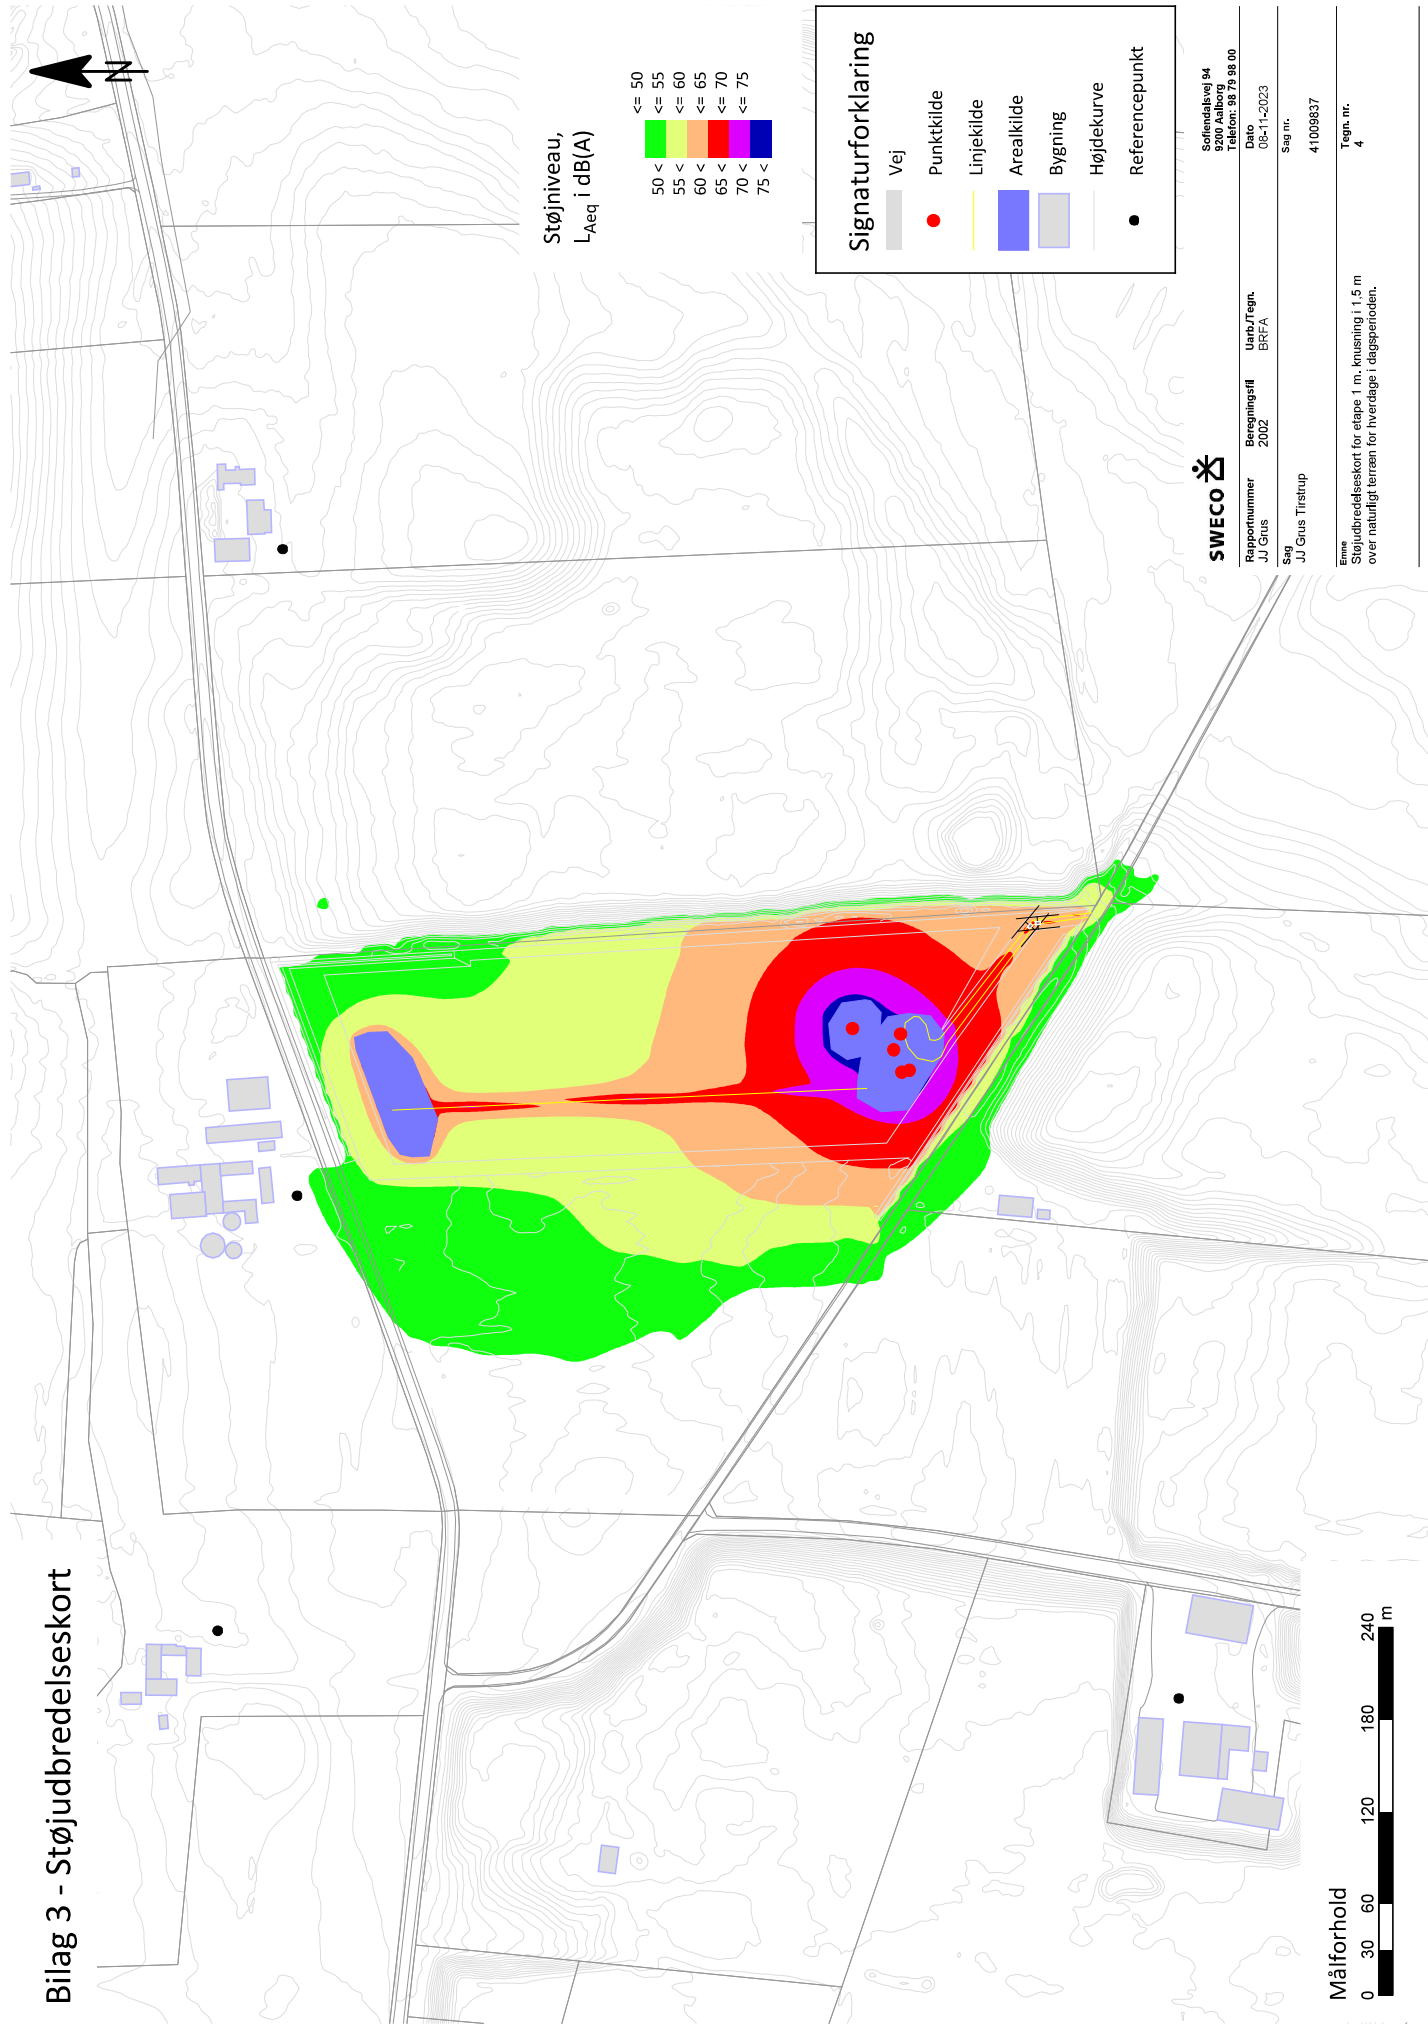 Bilag 3 - Støjudbredelseskort
N
Støjniveau,
LAeq i dB(A)
<= 50
50 < <= 55
55 < <= 60
60 < <= 65
65 < <= 70
70 < <= 75
75 <
Signaturforklaring
Vej
Punktkilde
Linjekilde
Arealkilde
Bygning
Højdekurve
Referencepunkt
Målforhold
0 30 60 120 180 240
m
SWECO
Sofiendalsvej 94
9200 Aalborg
Telefon: 98 79 98 00
Rapportnummer Beregningsfil Uarb./Tegn. Dato
JJ Grus 2002 BRFA 08-11-2023
Sag Sag nr.
JJ Grus Tirstrup 41009837
Emne Tegn. nr.
Støjudbredelseskort for etape 1 m. knusning i 1,5 m 4
over naturligt terræn for hverdage i dagsperioden.